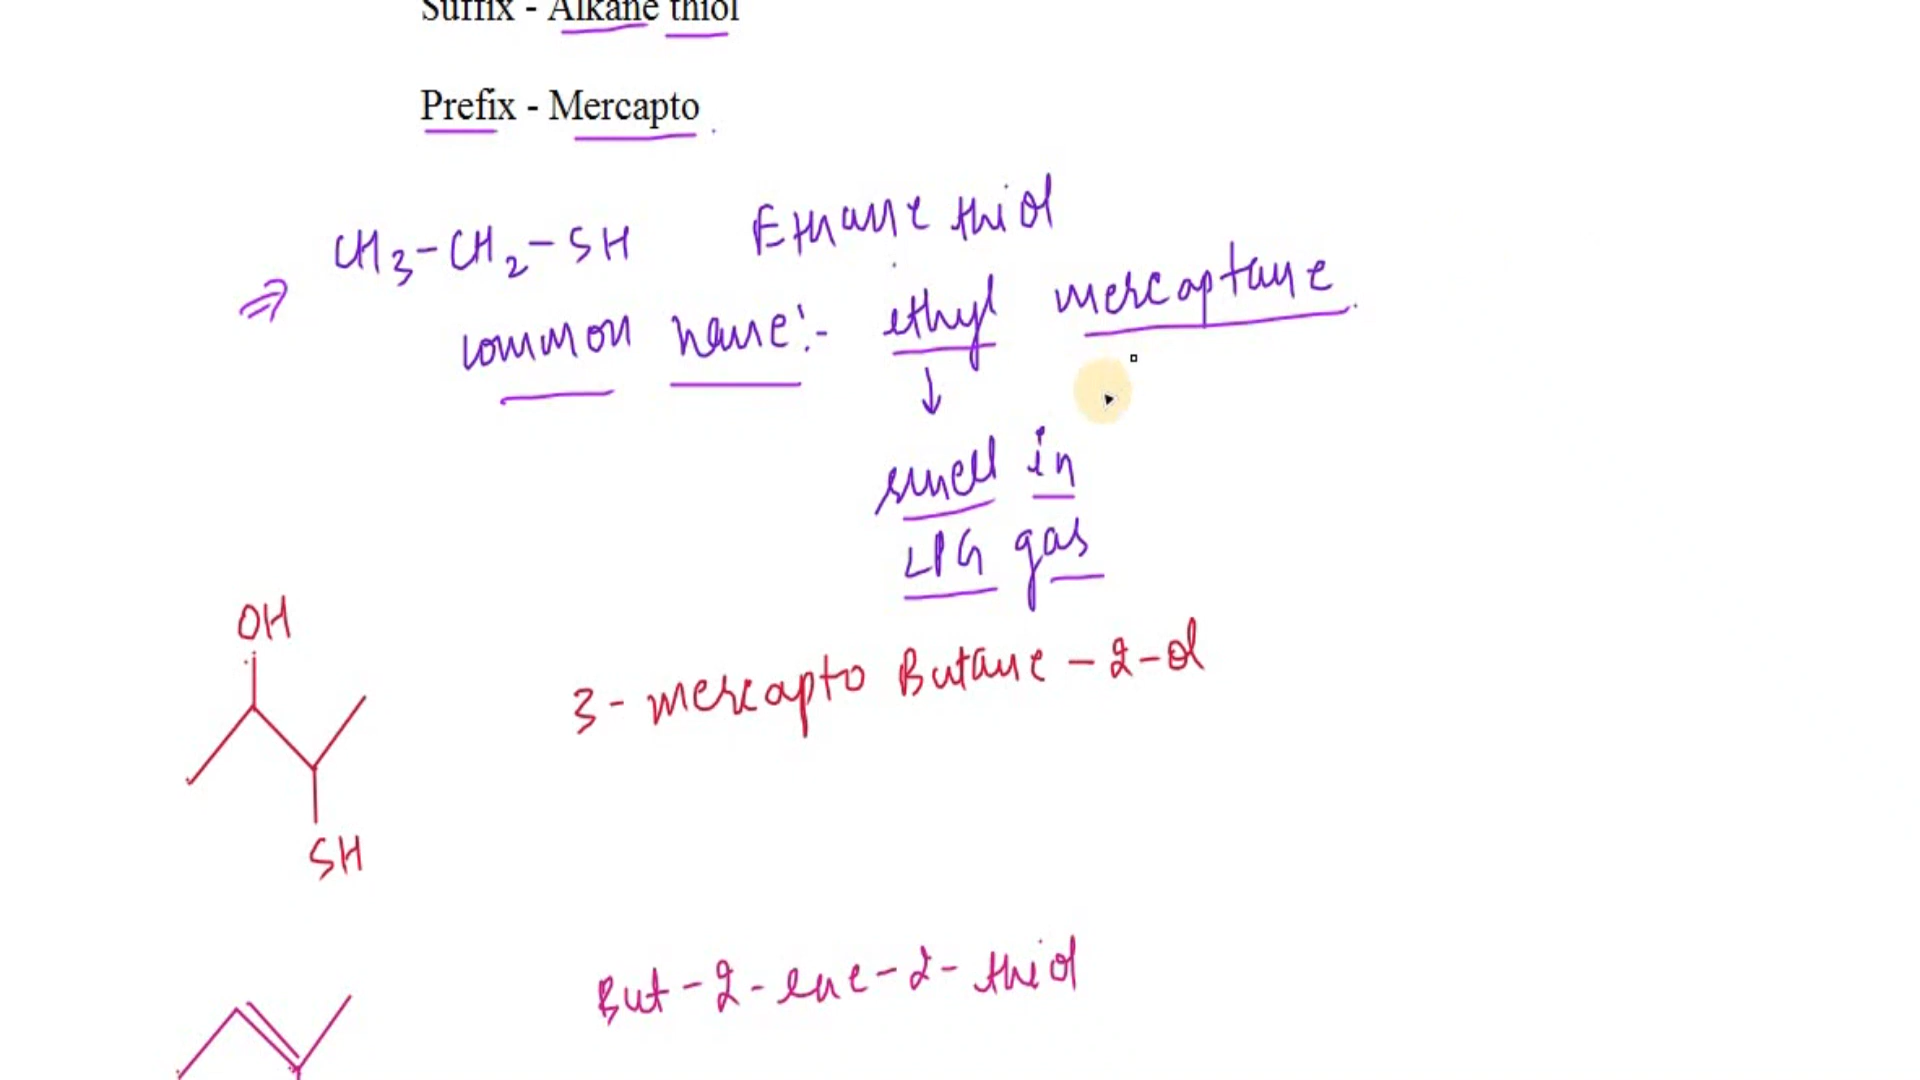 Suffix - Alkane thiol
Prefix - Mercapto
CH3-CH2-SH Ethane thiol
common name:- ethyl mercaptane
smell in
LPG gas
OH
3-mercapto Butane-2-ol
SH
But-2-ene-2-thiol